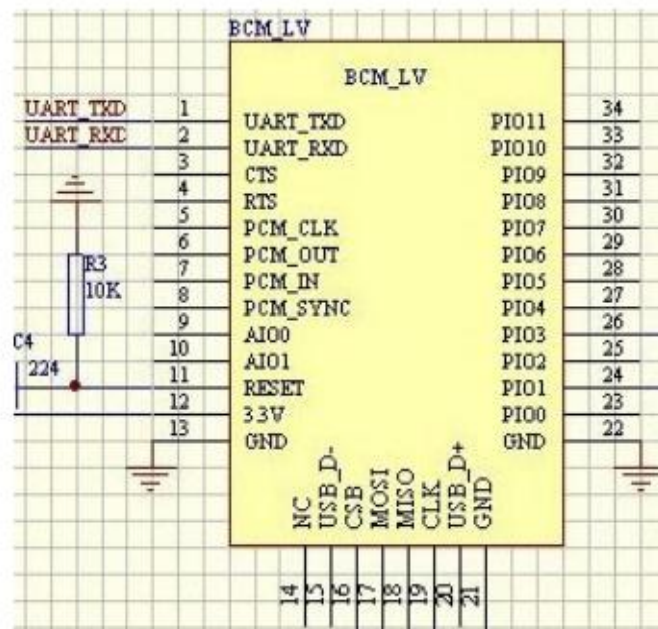 BCM_LV
BCM_LV
UART_TXD 1 UART_TXD PIO11 34
UART_RXD 2 UART_RXD PIO10 33
3 CTS PIO9 32
4 RTS PIO8 31
5 PCM_CLK PIO7 30
6 PCM_OUT PIO6 29
R3 7 PCM_IN PIO5 28
10K 8 PCM_SYNC PIO4 27
C4 9 AIO0 PIO3 26
224 10 AIO1 PIO2 25
11 RESET PIO1 24
12 3.3V PIO0 23
13 GND GND 22
NC USB_D- CSB MOSI MISO CLK USB_D+ GND
14 15 16 17 18 19 20 21